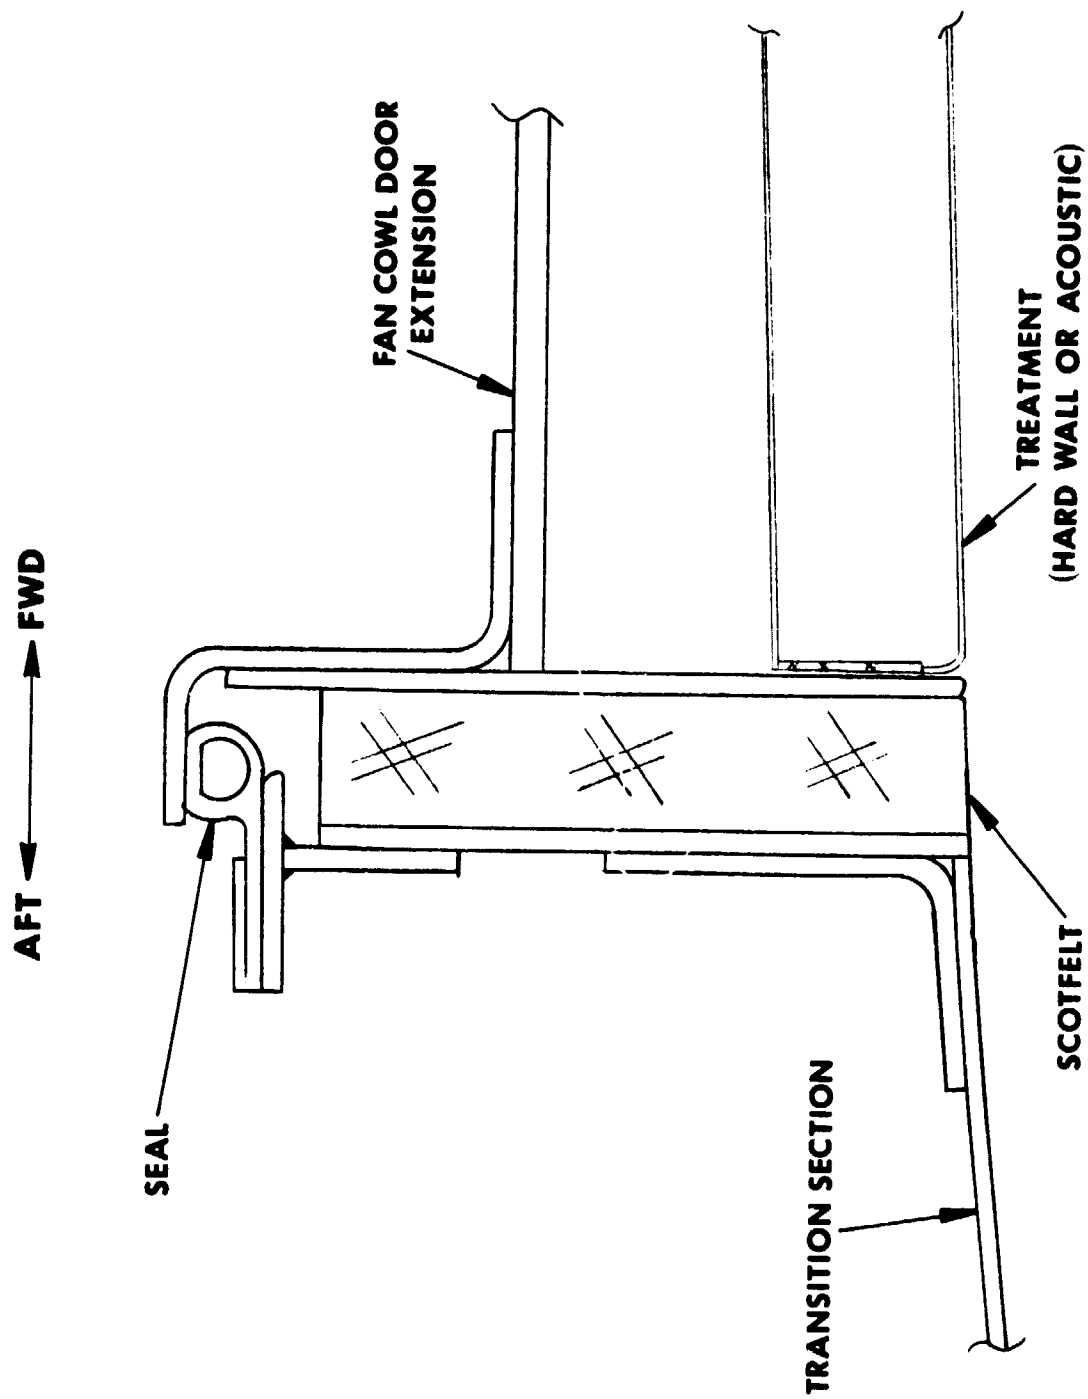 AFT FWD
SEAL
FAN COWL DOOR
EXTENSION
TRANSITION SECTION
SCOTFELT
TREATMENT
(HARD WALL OR ACOUSTIC)